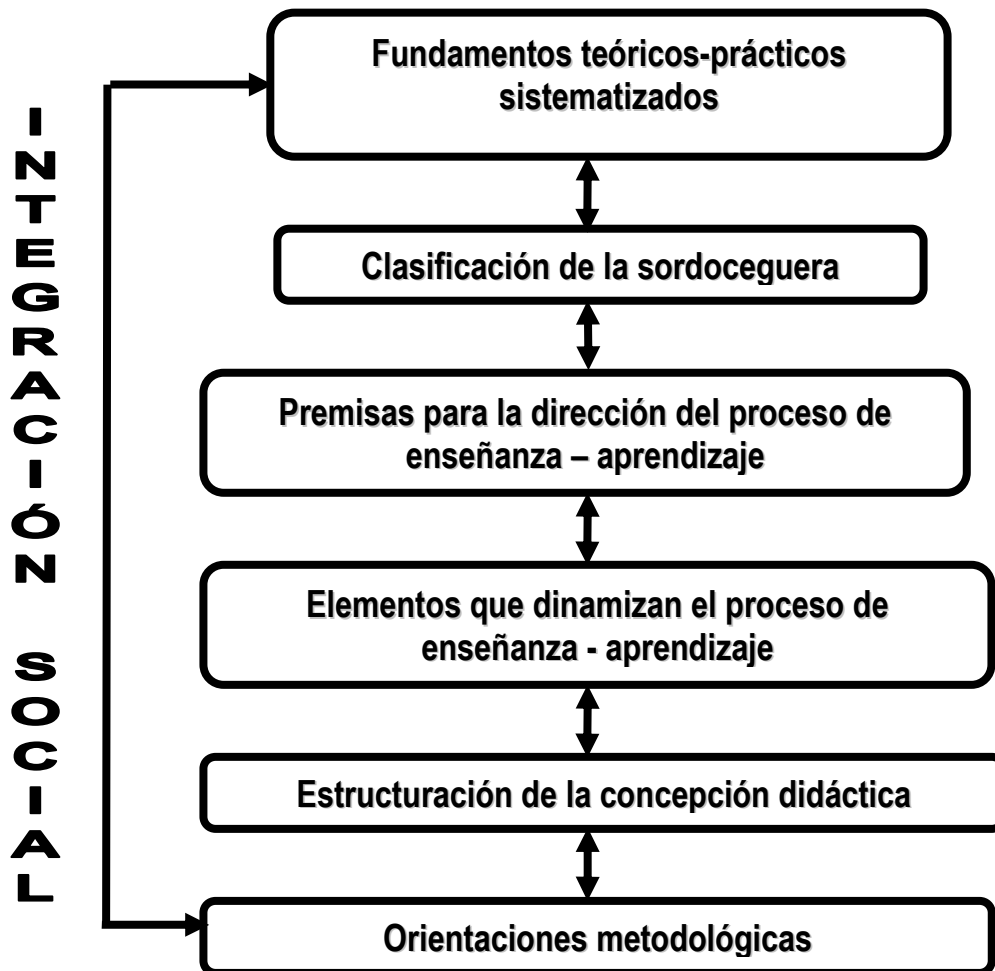 INTEGRACIÓN SOCIAL
Fundamentos teóricos-prácticos
sistematizados
Clasificación de la sordoceguera
Premisas para la dirección del proceso de
enseñanza – aprendizaje
Elementos que dinamizan el proceso de
enseñanza - aprendizaje
Estructuración de la concepción didáctica
Orientaciones metodológicas